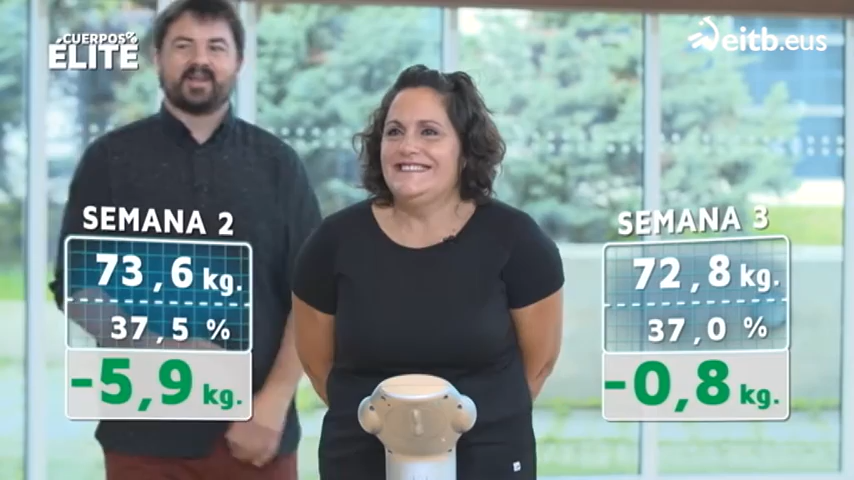 CUERPOS%
ÉLITE
eitb.eus
SEMANA 2
73,6 kg.
37,5 %
-5,9 kg.
SEMANA 3
72,8 kg.
37,0 %
-0,8 kg.